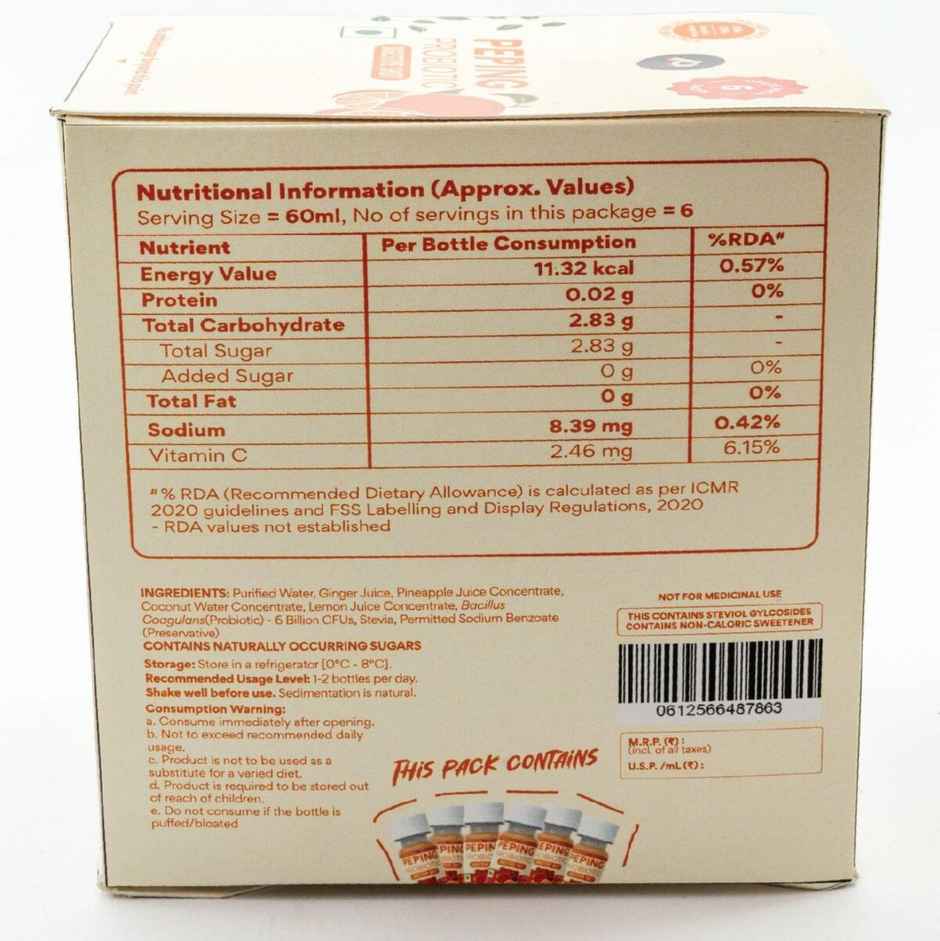 PEPING
PROBIOTIC
Nutritional Information (Approx. Values)
Serving Size = 60ml, No of servings in this package = 6
Nutrient Per Bottle Consumption %RDA#
Energy Value 11.32 kcal 0.57%
Protein 0.02 g 0%
Total Carbohydrate 2.83 g -
Total Sugar 2.83 g -
Added Sugar 0 g 0%
Total Fat 0 g 0%
Sodium 8.39 mg 0.42%
Vitamin C 2.46 mg 6.15%
# % RDA (Recommended Dietary Allowance) is calculated as per ICMR
2020 guidelines and FSS Labelling and Display Regulations, 2020
- RDA values not established
INGREDIENTS: Purified Water, Ginger Juice, Pineapple Juice Concentrate,
Coconut Water Concentrate, Lemon Juice Concentrate, Bacillus
Coagulans(Probiotic) - 6 Billion CFUs, Stevia, Permitted Sodium Benzoate
(Preservative)
CONTAINS NATURALLY OCCURRING SUGARS
Storage: Store in a refrigerator [0°C - 8°C].
Recommended Usage Level: 1-2 bottles per day.
Shake well before use. Sedimentation is natural.
Consumption Warning:
a. Consume immediately after opening.
b. Not to exceed recommended daily
usage.
c. Product is not to be used as a
substitute for a varied diet.
d. Product is required to be stored out
of reach of children.
e. Do not consume if the bottle is
puffed/bloated
NOT FOR MEDICINAL USE
THIS CONTAINS STEVIOL GYLCOSIDES
CONTAINS NON-CALORIC SWEETENER
0612566487863
M.R.P. (₹) :
(incl. of all taxes)
U.S.P. /mL (₹) :
THIS PACK CONTAINS
PEPING
PEPING
PEPING
PEPING
PEPING
PEPING